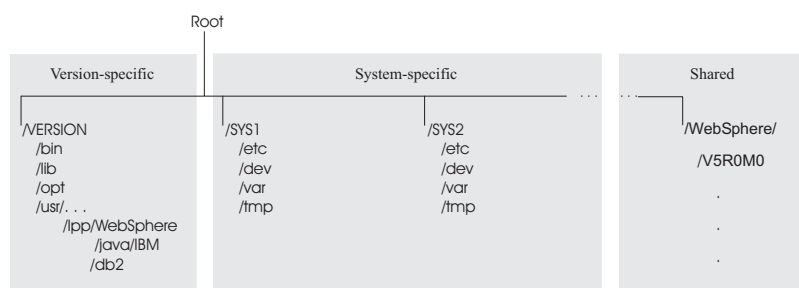 Root
Version-specific
System-specific
Shared
. . .
. . .
/VERSION
/bin
/lib
/opt
/usr/. . .
/lpp/WebSphere
/java/IBM
/db2
/SYS1
/etc
/dev
/var
/tmp
/SYS2
/etc
/dev
/var
/tmp
/WebSphere/
/V5R0M0
.
.
.